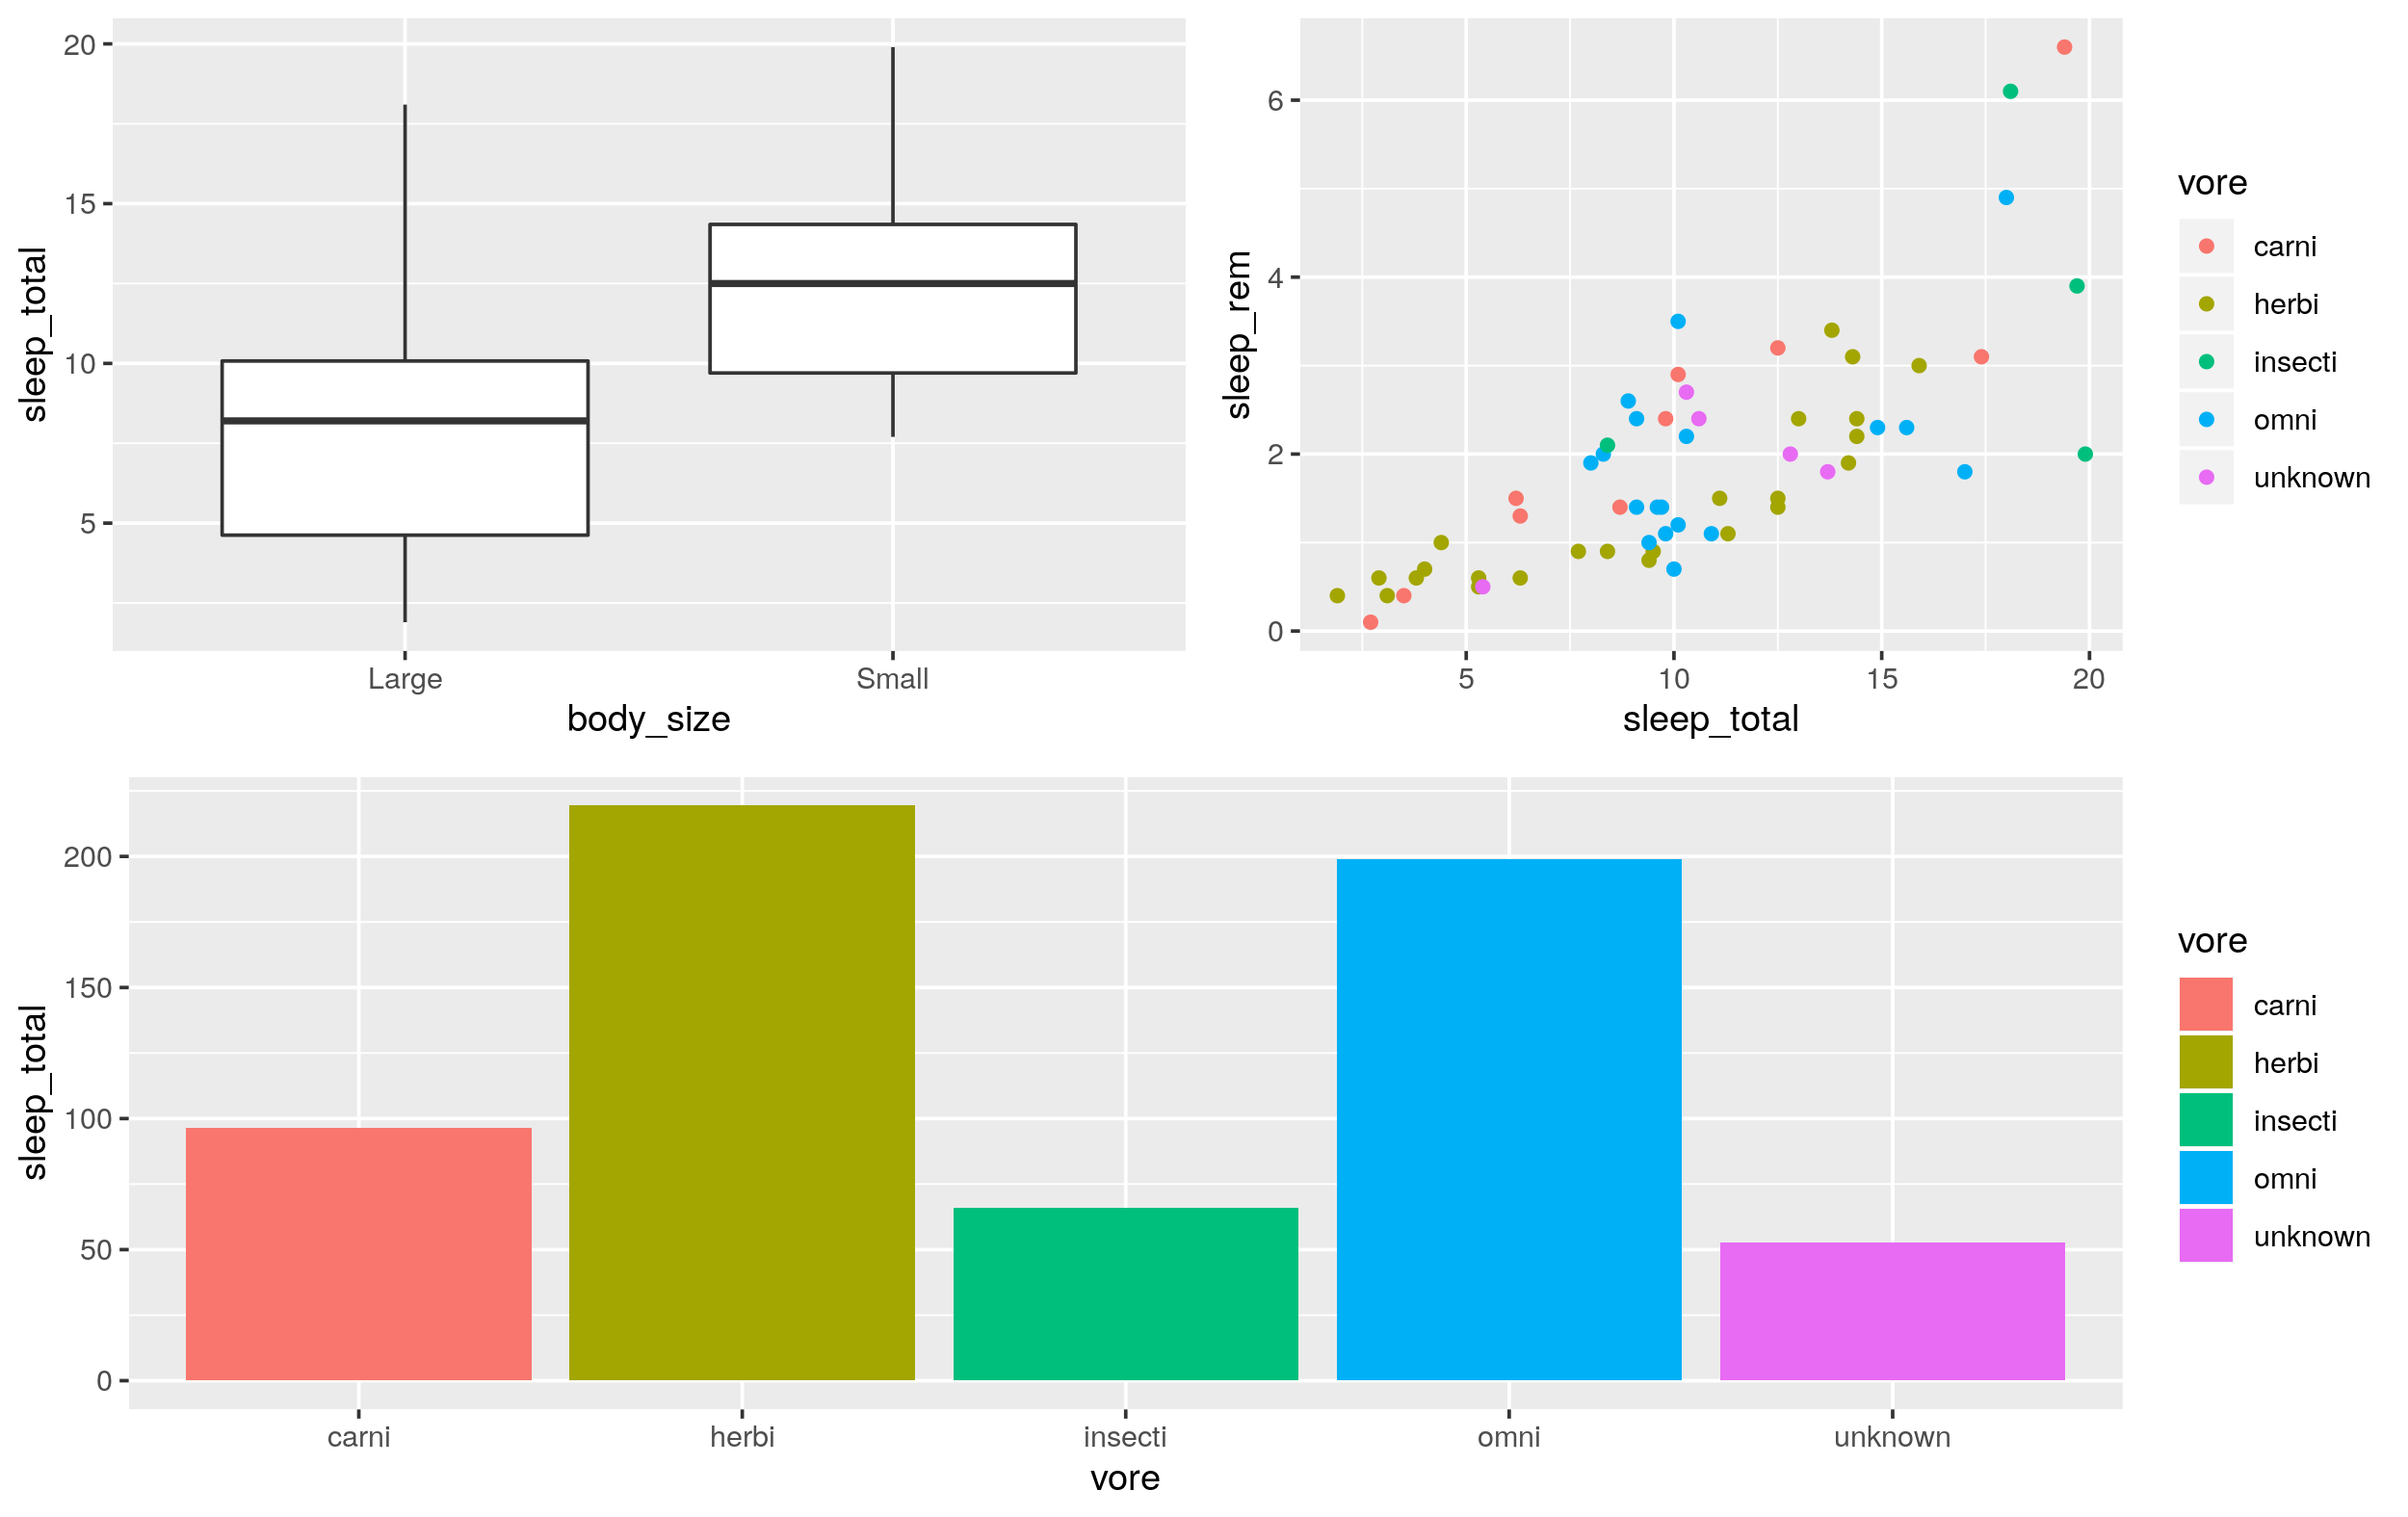 sleep_total
20
15
10
5
Large
Small
body_size
sleep_rem
6
4
2
0
5
10
15
20
sleep_total
vore
carni
herbi
insecti
omni
unknown
sleep_total
200
150
100
50
0
carni
herbi
insecti
omni
unknown
vore
vore
carni
herbi
insecti
omni
unknown